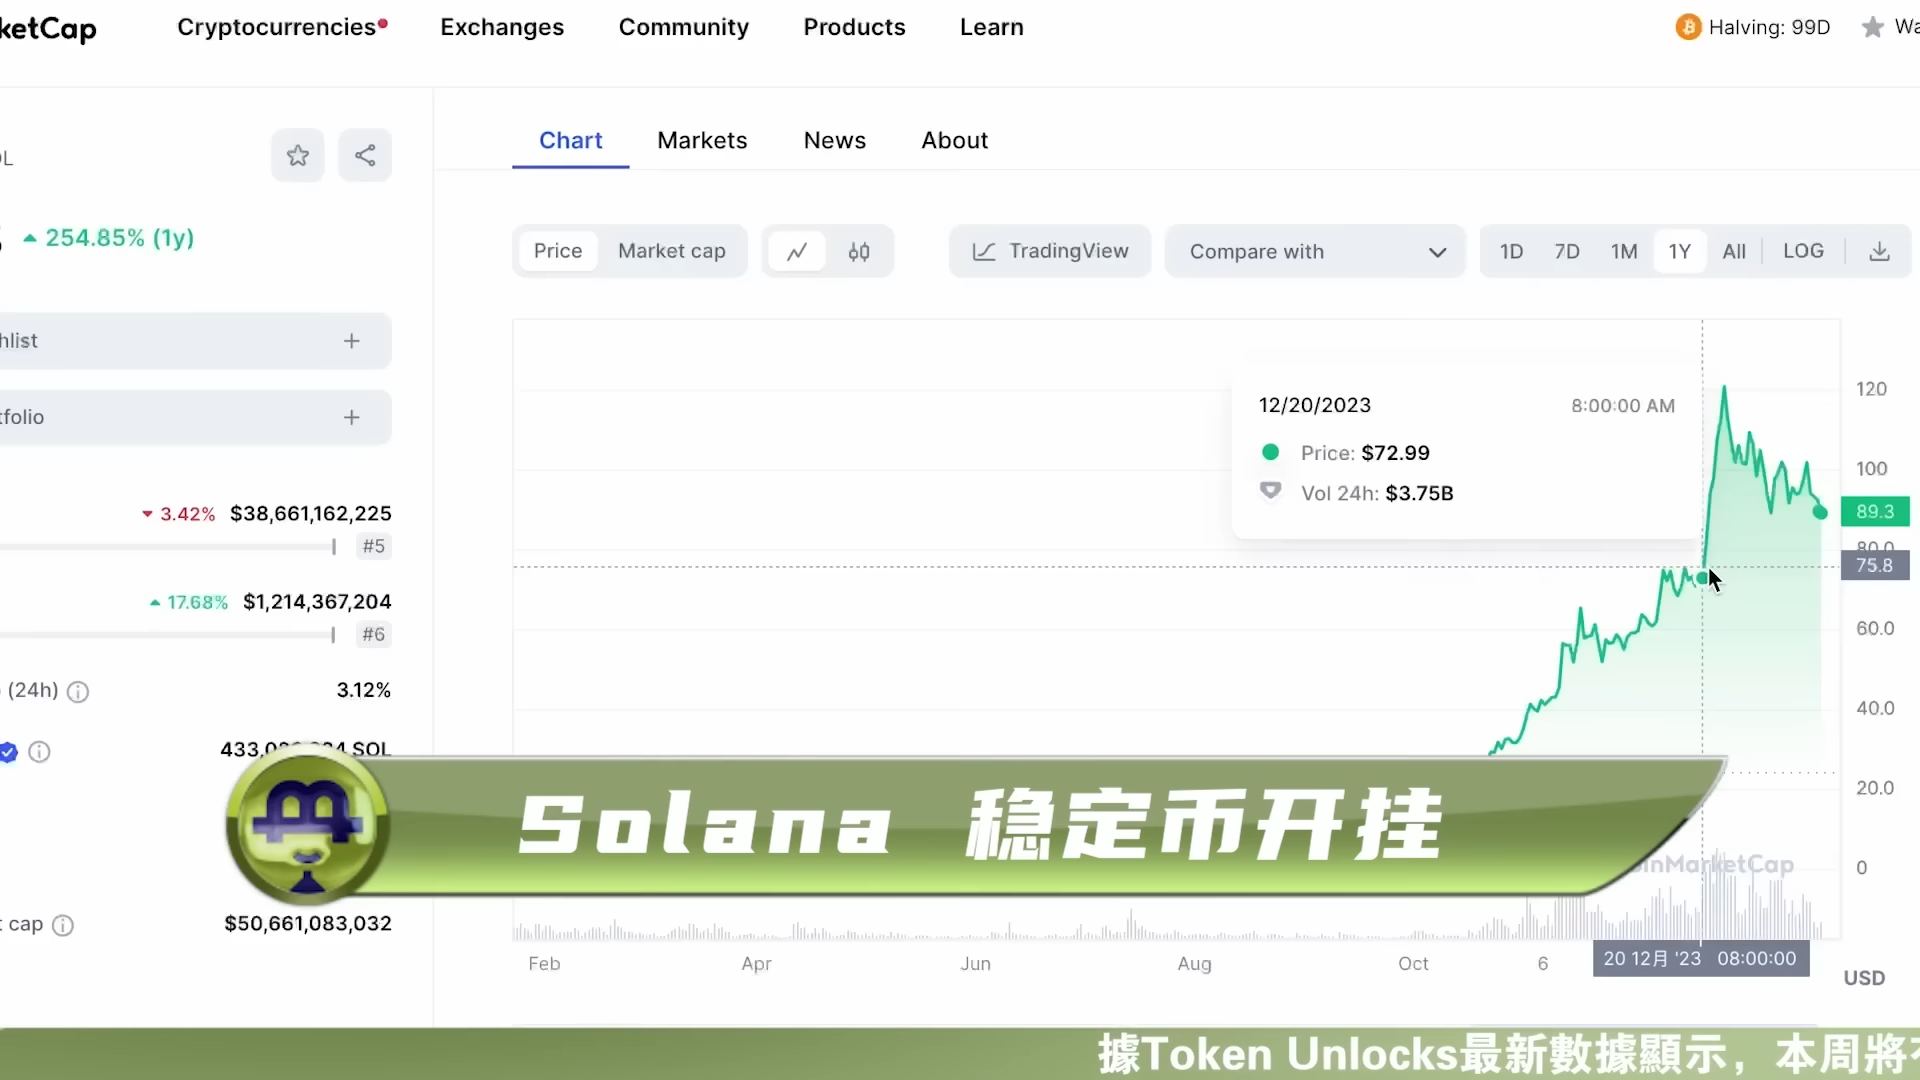 ketCap
Cryptocurrencies
Exchanges
Community
Products
Learn
Halving: 99D
Chart
Markets
News
About
254.85% (1y)
Price
Market cap
TradingView
Compare with
1D
7D
1M
1Y
All
LOG
hlist
tfolio
12/20/2023
8:00:00 AM
Price: $72.99
Vol 24h: $3.75B
120
100
89.3
80.0
75.8
60.0
40.0
20.0
0
3.42%
$38,661,162,225
#5
17.68%
$1,214,367,204
#6
(24h)
3.12%
SOL
Solana 稳定币开挂
inMarketCap
cap
$50,661,083,032
Feb
Apr
Jun
Aug
Oct
6
20 12月 '23 08:00:00
USD
據Token Unlocks最新數據顯示，本周將